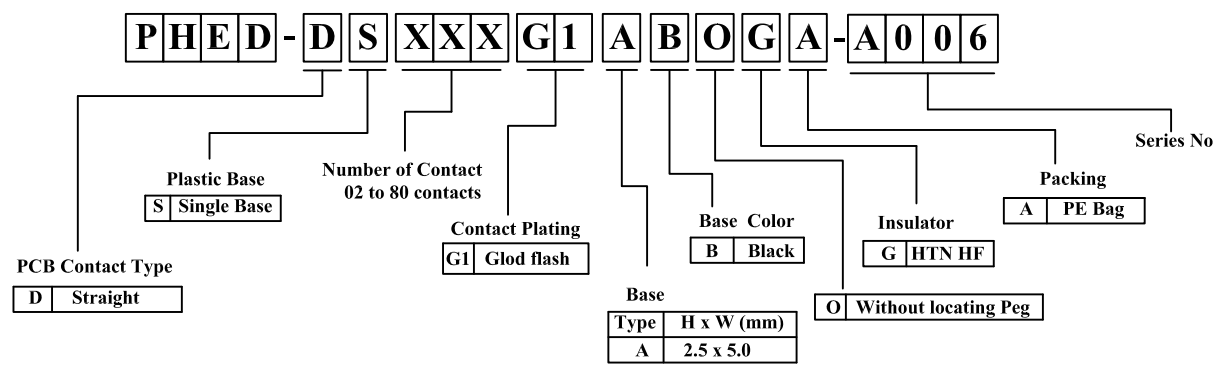 PHED-DSXXXG1ABOGA-A006
Series No
Number of Contact
02 to 80 contacts
Plastic Base
S Single Base
Packing
A PE Bag
Contact Plating
G1 Glod flash
Base Color
B Black
Insulator
G HTN HF
PCB Contact Type
D Straight
Base
Type H x W (mm)
A 2.5 x 5.0
O Without locating Peg